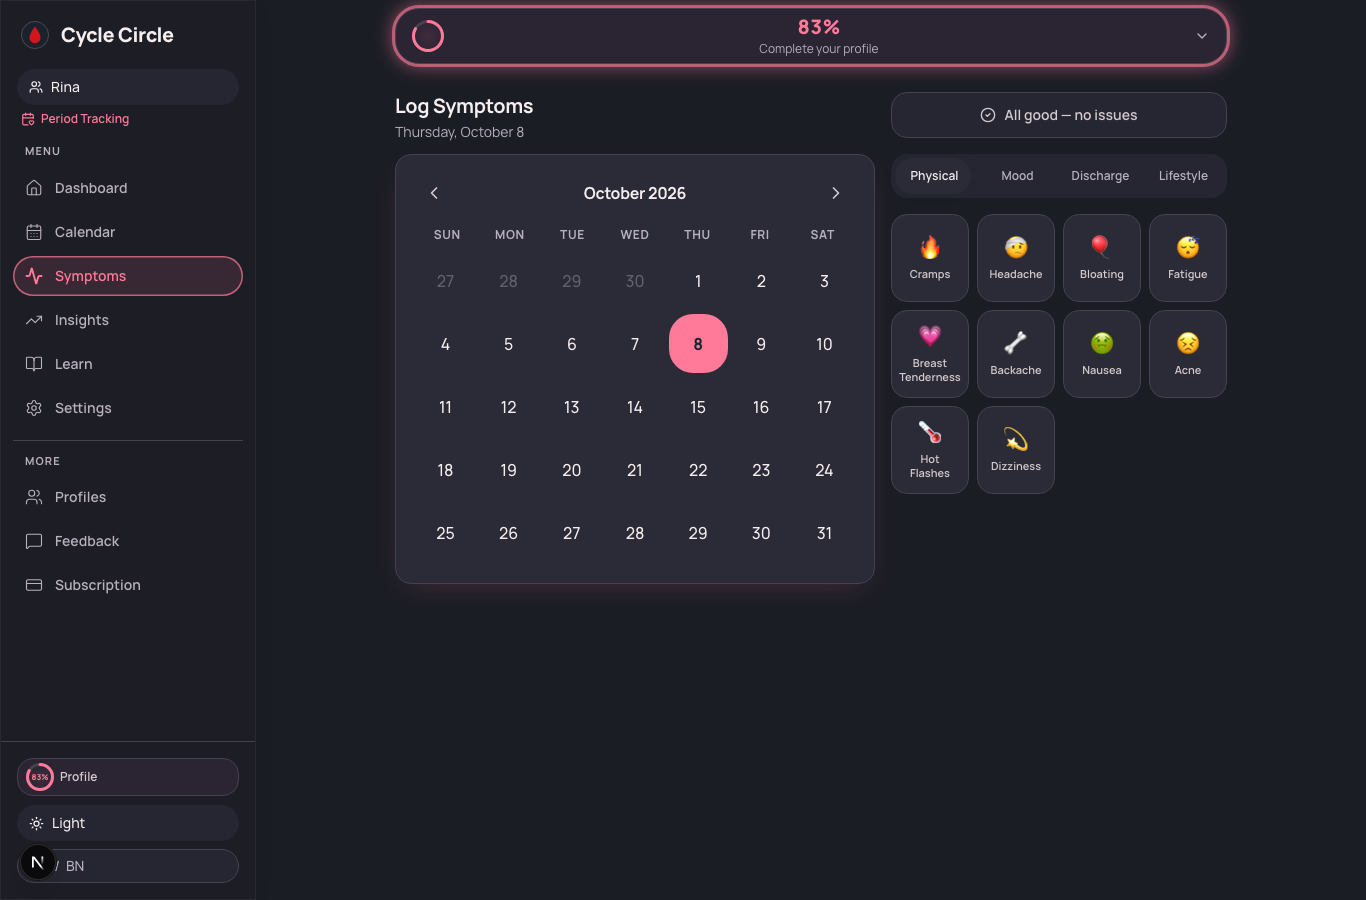 Cycle Circle
Rina
Period Tracking
MENU
Dashboard
Calendar
Symptoms
Insights
Learn
Settings
MORE
Profiles
Feedback
Subscription
83% Profile
Light
N / BN
83%
Complete your profile
Log Symptoms
Thursday, October 8
October 2026
SUN MON TUE WED THU FRI SAT
27 28 29 30 1 2 3
4 5 6 7 8 9 10
11 12 13 14 15 16 17
18 19 20 21 22 23 24
25 26 27 28 29 30 31
All good — no issues
Physical Mood Discharge Lifestyle
Cramps Headache Bloating Fatigue
Breast
Tenderness Backache Nausea Acne
Hot
Flashes Dizziness